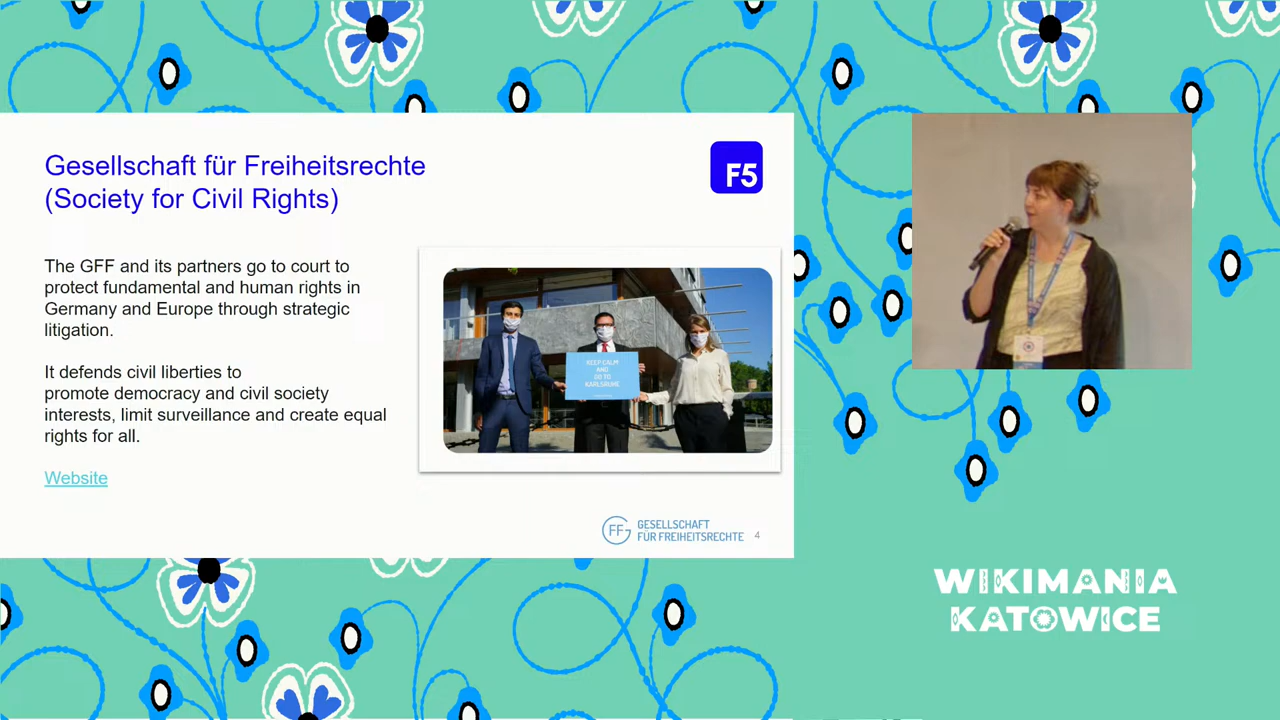 Gesellschaft für Freiheitsrechte
(Society for Civil Rights)
F5
The GFF and its partners go to court to
protect fundamental and human rights in
Germany and Europe through strategic
litigation.
It defends civil liberties to
promote democracy and civil society
interests, limit surveillance and create equal
rights for all.
Website
KEEP CALM
AND
GO TO
KARLSRUHE
GFF
GESELLSCHAFT
FÜR FREIHEITSRECHTE
4
WIKIMANIA
KATOWICE